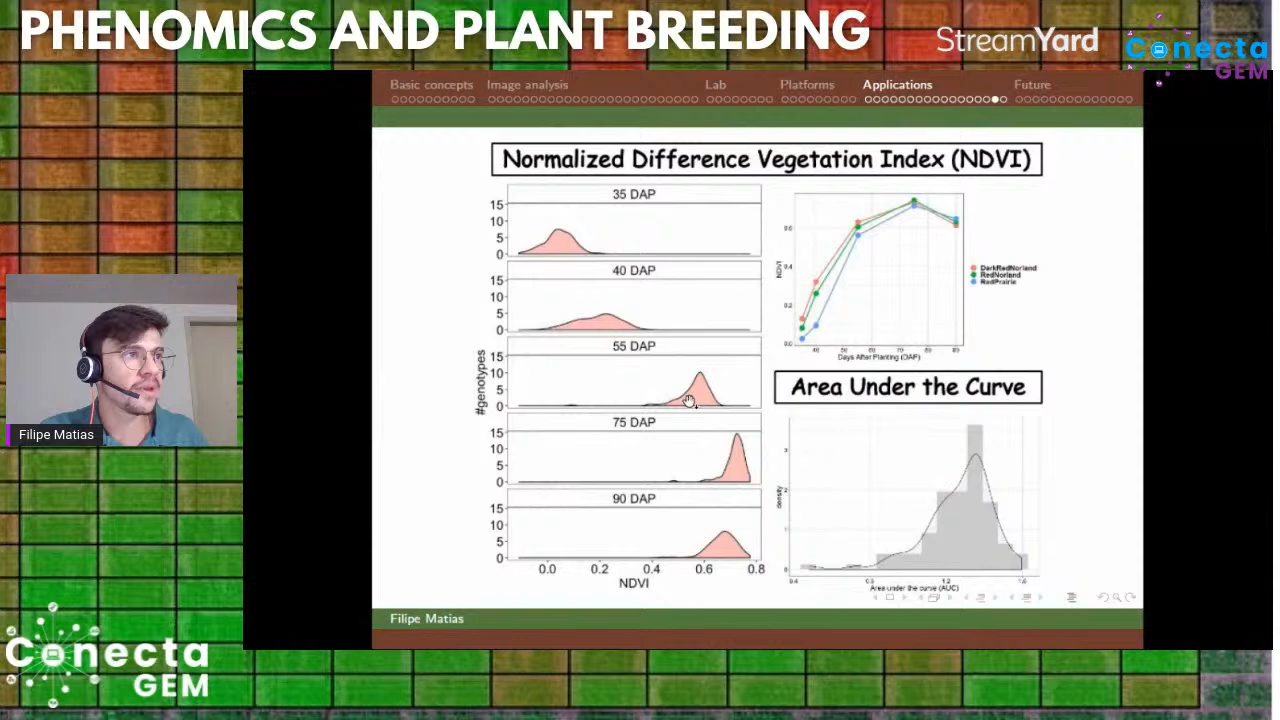 PHENOMICS AND PLANT BREEDING
StreamYard
Conecta
GEM
Basic concepts Image analysis Lab Platforms Applications Future
Normalized Difference Vegetation Index (NDVI)
35 DAP
15
10
5
0
40 DAP
15
10
5
0
55 DAP
15
10
5
0
75 DAP
15
10
5
0
90 DAP
15
10
5
0
0.0 0.2 0.4 0.6 0.8
NDVI
#genotypes
NDVI
Days After Planting (DAP)
DarkRedNorland
RedNorland
RedPrairie
Area Under the Curve
density
Area under the curve (AUC)
Filipe Matias
Filipe Matias
Conecta
GEM